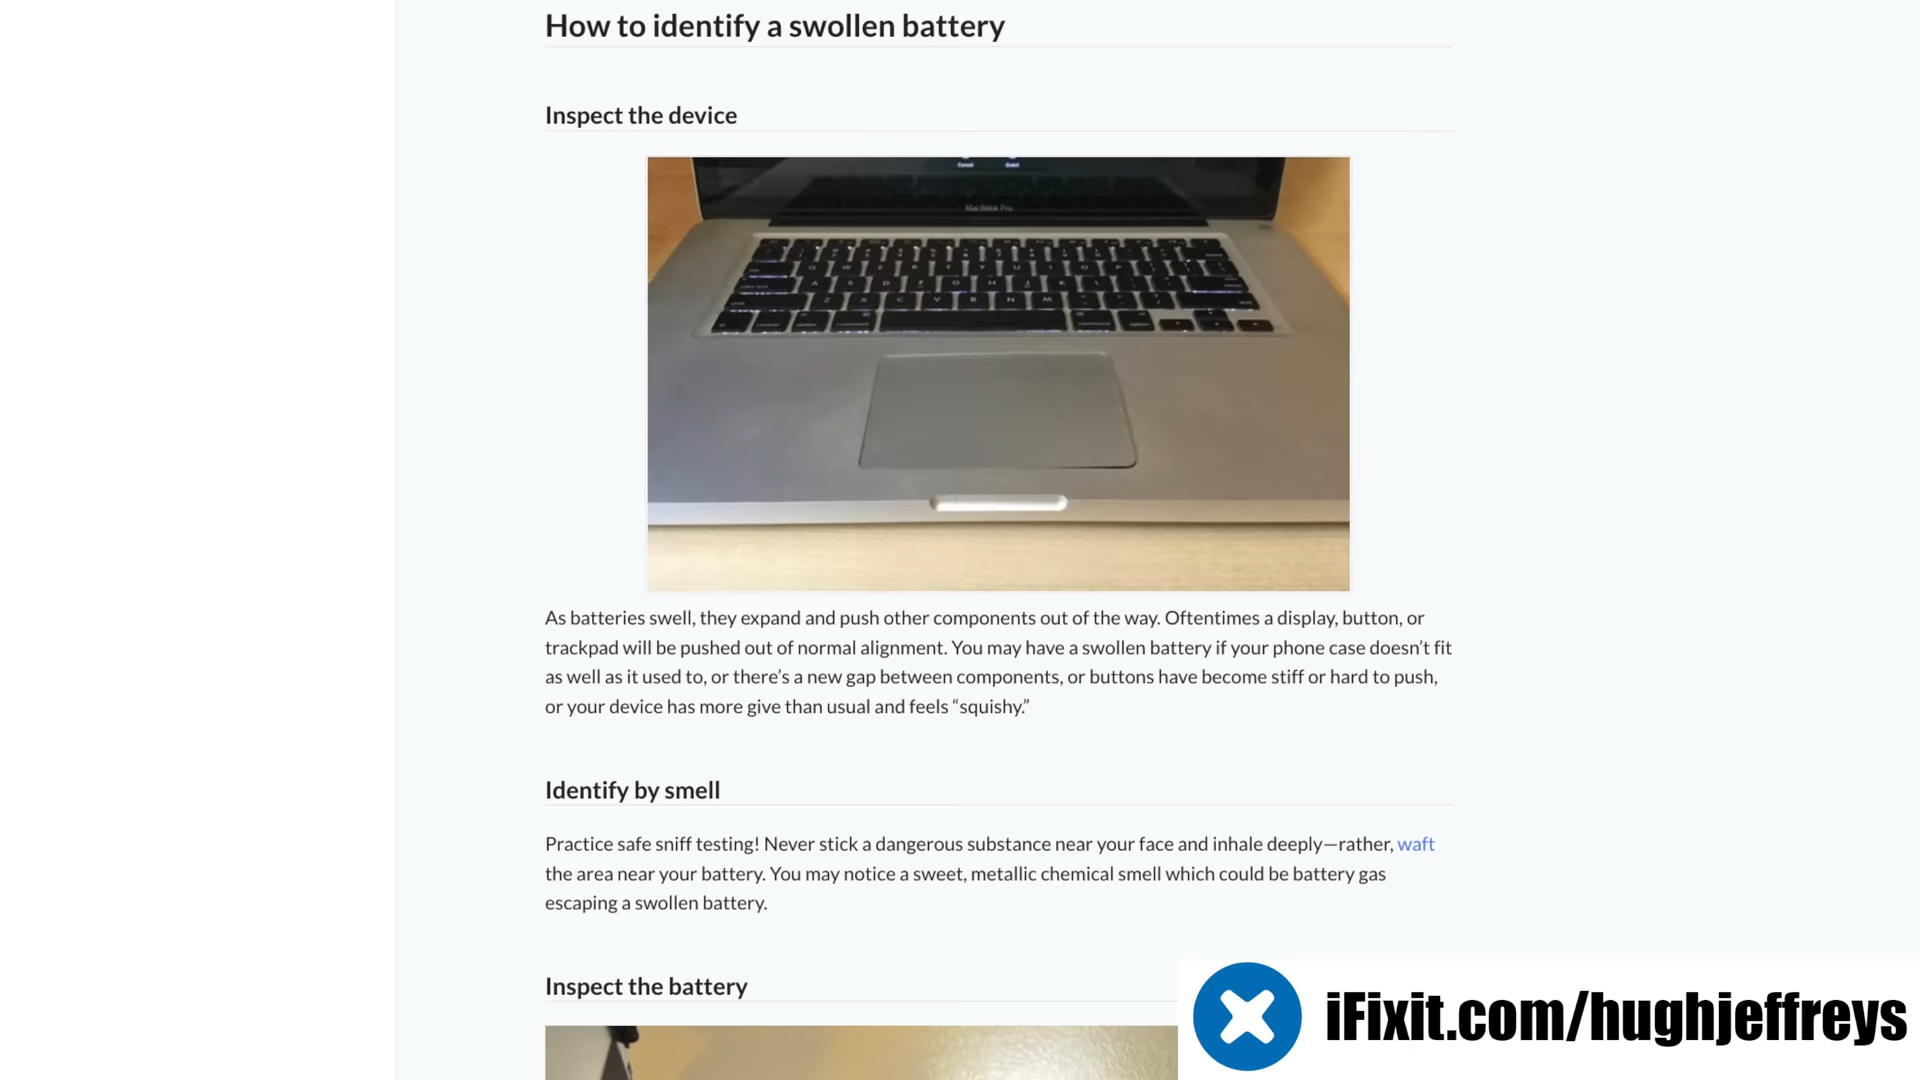 How to identify a swollen battery
Inspect the device
MacBook Pro
As batteries swell, they expand and push other components out of the way. Oftentimes a display, button, or
trackpad will be pushed out of normal alignment. You may have a swollen battery if your phone case doesn’t fit
as well as it used to, or there’s a new gap between components, or buttons have become stiff or hard to push,
or your device has more give than usual and feels “squishy.”
Identify by smell
Practice safe sniff testing! Never stick a dangerous substance near your face and inhale deeply—rather, waft
the area near your battery. You may notice a sweet, metallic chemical smell which could be battery gas
escaping a swollen battery.
Inspect the battery
iFixit.com/hughjeffreys